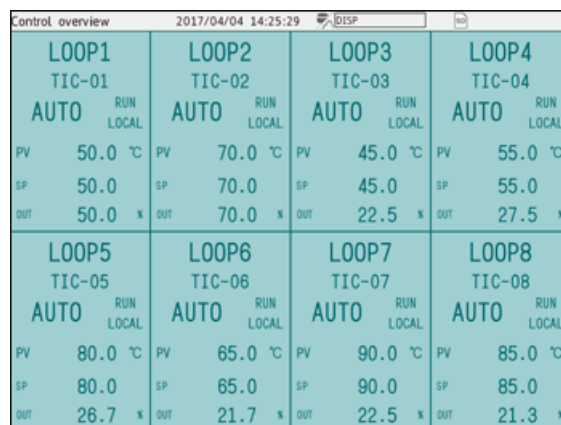 Control overview 2017/04/04 14:25:29 DISP
LOOP1 LOOP2 LOOP3 LOOP4
TIC-01 TIC-02 TIC-03 TIC-04
AUTO RUN LOCAL AUTO RUN LOCAL AUTO RUN LOCAL AUTO RUN LOCAL
PV 50.0 ℃ PV 70.0 ℃ PV 45.0 ℃ PV 55.0 ℃
SP 50.0 SP 70.0 SP 45.0 SP 55.0
OUT 50.0 % OUT 70.0 % OUT 22.5 % OUT 27.5
LOOP5 LOOP6 LOOP7 LOOP8
TIC-05 TIC-06 TIC-07 TIC-08
AUTO RUN LOCAL AUTO RUN LOCAL AUTO RUN LOCAL AUTO RUN LOCAL
PV 80.0 ℃ PV 65.0 ℃ PV 90.0 ℃ PV 85.0 ℃
SP 80.0 SP 65.0 SP 90.0 SP 85.0
OUT 26.7 % OUT 21.7 % OUT 22.5 % OUT 21.3